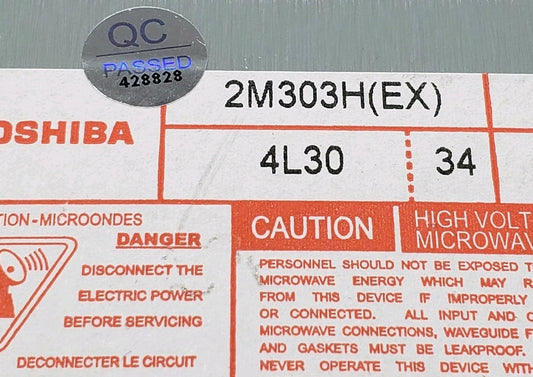 QC
PASSED
428828
2M303H(EX)
OSHIBA
4L30
34
TION-MICROONDES
DANGER
DISCONNECT THE
ELECTRIC POWER
BEFORE SERVICING
DECONNECTER LE CIRCUIT
CAUTION
HIGH VOLT
MICROWAV
PERSONNEL SHOULD NOT BE EXPOSED T
MICROWAVE ENERGY WHICH MAY R
FROM THIS DEVICE IF IMPROPERLY
OR CONNECTED. ALL INPUT AND O
MICROWAVE CONNECTIONS, WAVEGUIDE F
AND GASKETS MUST BE LEAKPROOF.
NEVER OPERATE THIS DEVICE WITH